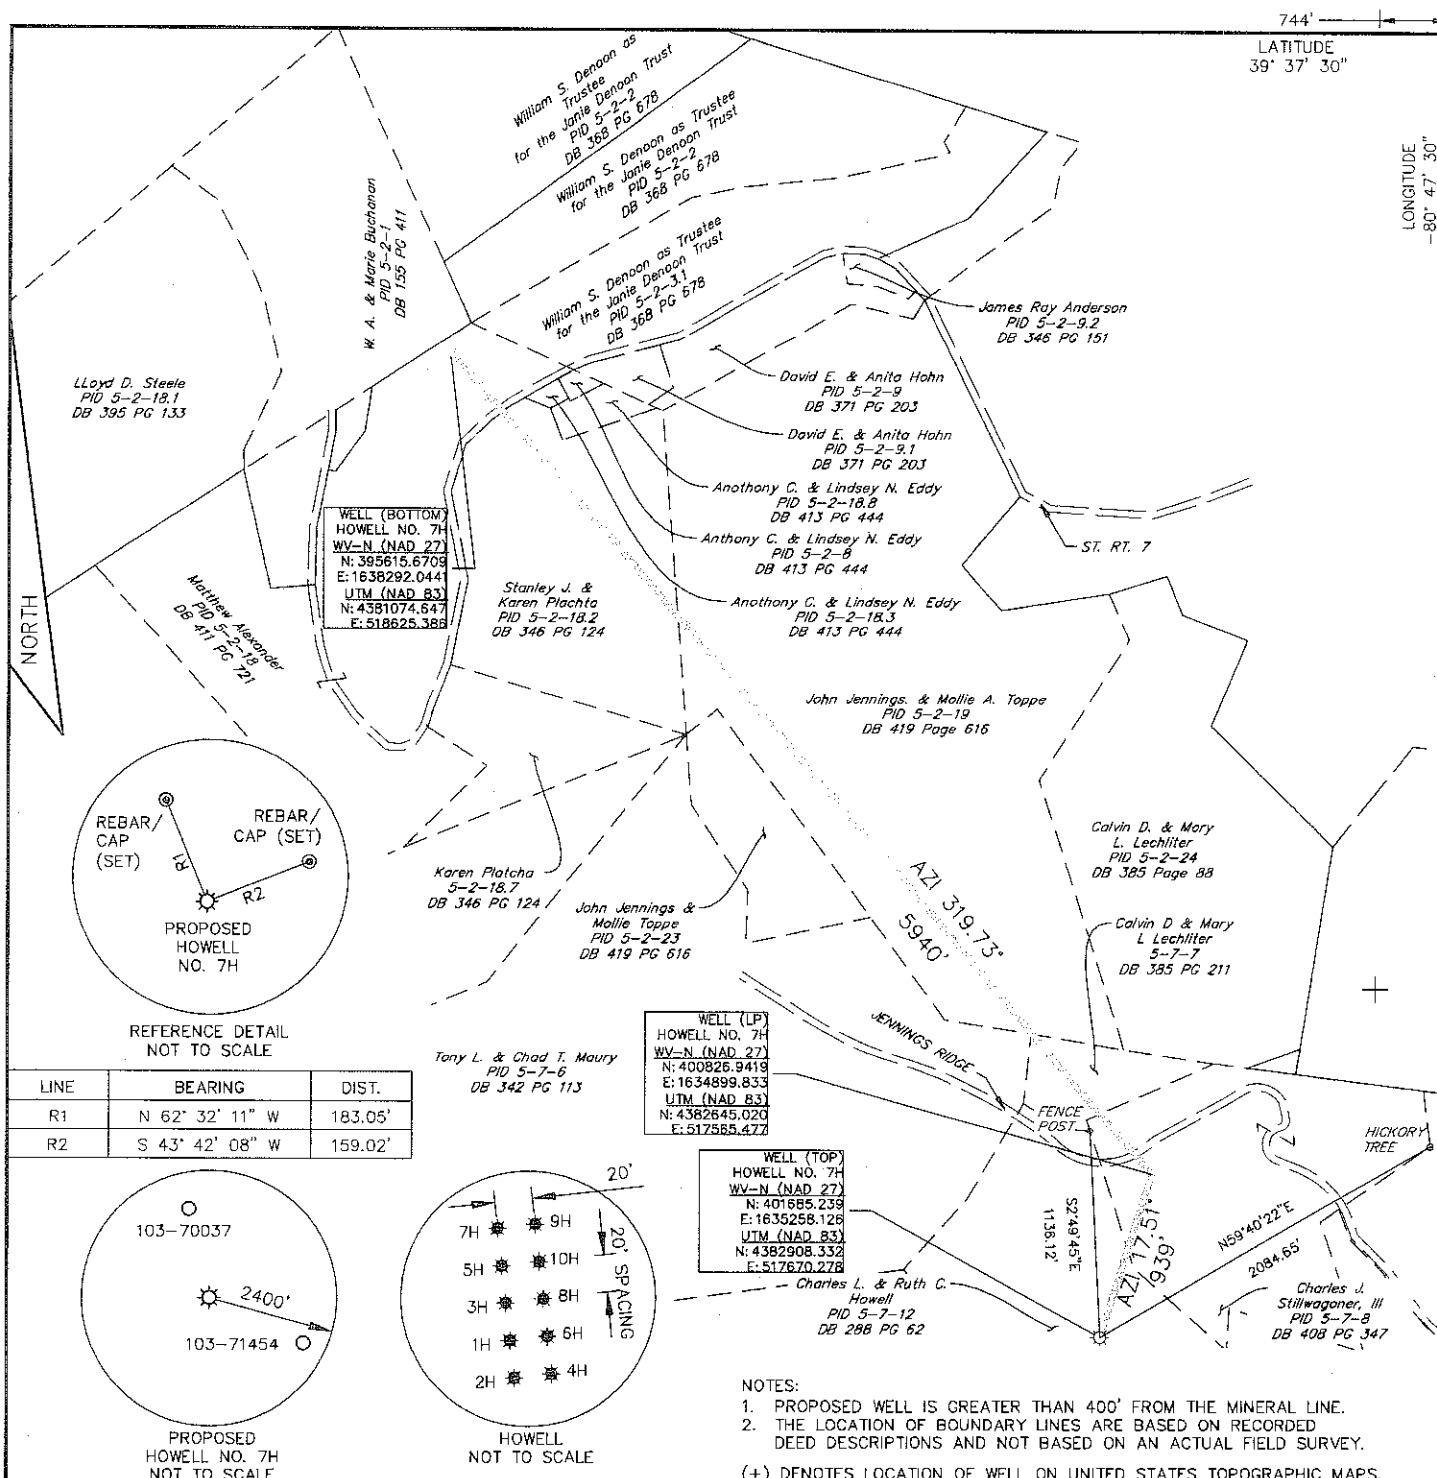 744'
LATITUDE
39° 37' 30"
LONGITUDE
-80° 47' 30"
William S. Denoon as
Trustee
for the Janie Denoon Trust
PID 5-2-2
DB 368 PG 678
William S. Denoon as Trustee
for the Janie Denoon Trust
PID 5-2-2
DB 368 PG 678
William S. Denoon as Trustee
for the Janie Denoon Trust
PID 5-2-3.1
DB 368 PG 678
W. A. & Marie Buchanan
PID 5-2-1
DB 155 PG 411
LLoyd D. Steele
PID 5-2-18.1
DB 395 PG 133
James Ray Anderson
PID 5-2-9.2
DB 346 PG 151
David E. & Anita Hohn
PID 5-2-9
DB 371 PG 203
David E. & Anita Hohn
PID 5-2-9.1
DB 371 PG 203
Anothony C. & Lindsey N. Eddy
PID 5-2-18.8
DB 413 PG 444
Anthony C. & Lindsey N. Eddy
PID 5-2-8
DB 413 PG 444
Anothony C. & Lindsey N. Eddy
PID 5-2-18.3
DB 413 PG 444
ST. RT. 7
WELL (BOTTOM)
HOWELL NO. 7H
WV-N (NAD 27)
N: 395615.6709
E: 1638292.0441
UTM (NAD 83)
N: 4381074.647
E: 518625.386
Stanley J. &
Karen Plachta
PID 5-2-18.2
DB 346 PG 124
Matthew Alexander
PID 5-2-18
DB 411 PG 721
NORTH
John Jennings. & Mollie A. Toppe
PID 5-2-19
DB 419 Page 616
REBAR/
CAP
(SET)
REBAR/
CAP (SET)
R1
R2
PROPOSED
HOWELL
NO. 7H
REFERENCE DETAIL
NOT TO SCALE
Karen Platcha
5-2-18.7
DB 346 PG 124
John Jennings &
Mollie Toppe
PID 5-2-23
DB 419 PG 616
AZI 319.73°
5940'
Calvin D. & Mary
L. Lechliter
PID 5-2-24
DB 385 Page 88
Calvin D & Mary
L Lechliter
5-7-7
DB 385 PG 211
LINE BEARING DIST.
R1 N 62° 32' 11" W 183.05'
R2 S 43° 42' 08" W 159.02'
Tony L. & Chad T. Maury
PID 5-7-6
DB 342 PG 113
WELL (LP)
HOWELL NO. 7H
WV-N (NAD 27)
N: 400826.9419
E: 1634899.833
UTM (NAD 83)
N: 4382645.020
E: 517565.477
JENNINGS RIDGE
FENCE
POST
HICKORY
TREE
WELL (TOP)
HOWELL NO. 7H
WV-N (NAD 27)
N: 401685.239
E: 1635258.126
UTM (NAD 83)
N: 4382908.332
E: 517670.278
S2°49'45"E
1136.12'
AZI 17.51°
939'
N59°40'22"E
2084.65'
Charles L. & Ruth C.
Howell
PID 5-7-12
DB 288 PG 62
Charles J.
Stillwagoner, III
PID 5-7-8
DB 408 PG 347
103-70037
2400'
103-71454
PROPOSED
HOWELL NO. 7H
NOT TO SCALE
20'
20' SPACING
7H
9H
5H
10H
3H
8H
1H
6H
2H
4H
HOWELL
NOT TO SCALE
NOTES:
1. PROPOSED WELL IS GREATER THAN 400' FROM THE MINERAL LINE.
2. THE LOCATION OF BOUNDARY LINES ARE BASED ON RECORDED
DEED DESCRIPTIONS AND NOT BASED ON AN ACTUAL FIELD SURVEY.
(+) DENOTES LOCATION OF WELL ON UNITED STATES TOPOGRAPHIC MAPS.